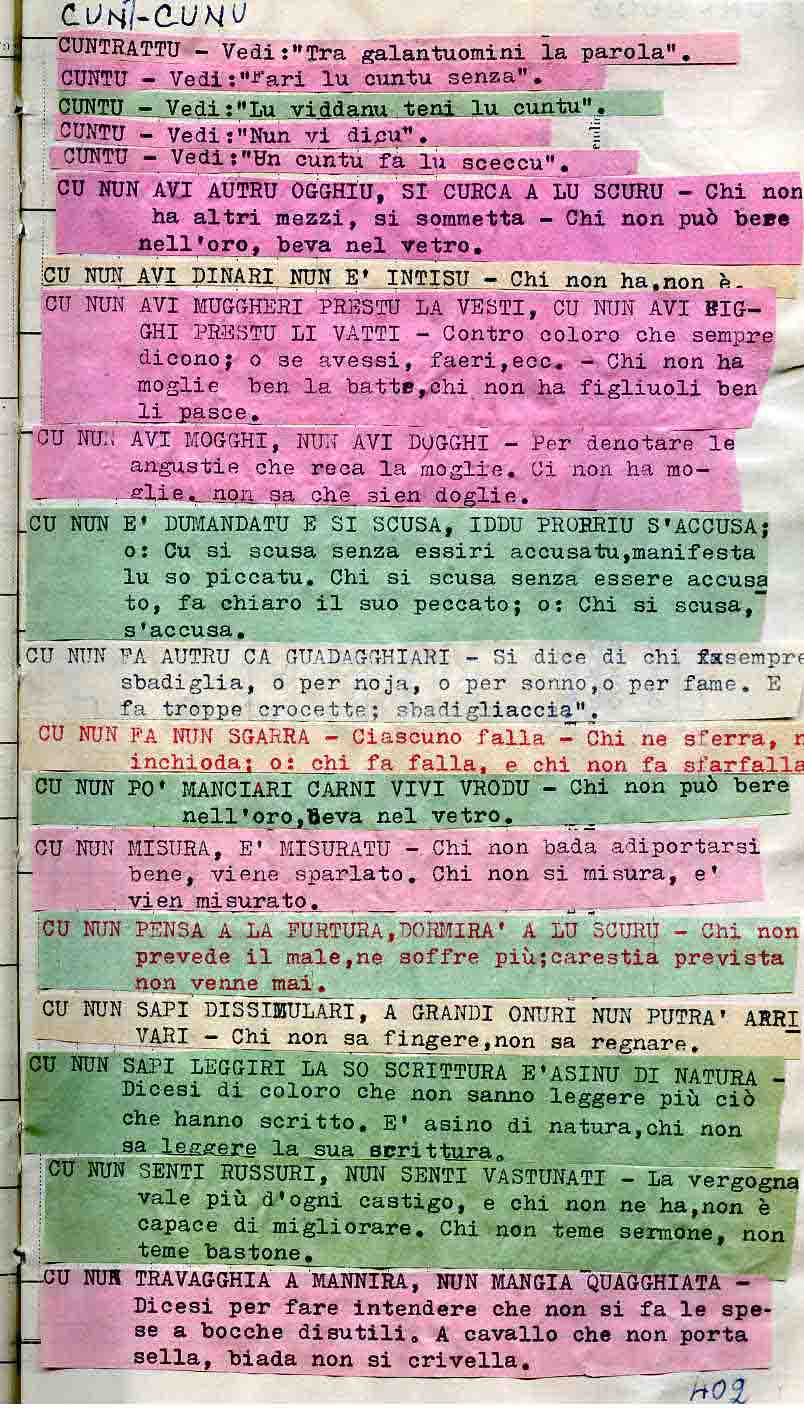 CUNT-CUNU
CUNTRATTU - Vedi:"Tra galantuomini la parola".
CUNTU - Vedi:"Fari lu cuntu senza".
CUNTU - Vedi:"Lu viddanu teni lu cuntu".
CUNTU - Vedi:"Nun vi dicu".
CUNTU - Vedi:"Un cuntu fa lu sceccu".
CU NUN AVI AUTRU OGGHIU, SI CURCA A LU SCURU - Chi non
ha altri mezzi, si sommetta - Chi non può bere
nell'oro, beva nel vetro.
CU NUN AVI DINARI NUN E' INTISU - Chi non ha,non è.
CU NUN AVI MUGGHERI PRESTU LA VESTI, CU NUN AVI FIG-
GHI PRESTU LI VATTI - Contro coloro che sempre
dicono; o se avessi, faeri,ecc. - Chi non ha
moglie ben la batte,chi non ha figliuoli ben
li pasce.
CU NUN AVI MOGGHI, NUN AVI DOGGHI - Per denotare le
angustie che reca la moglie. Ci non ha mo-
glie, non sa che sien doglie.
CU NUN E' DUMANDATU E SI SCUSA, IDDU PRORRIU S'ACCUSA;
o: Cu si scusa senza essiri accusatu,manifesta
lu so piccatu. Chi si scusa senza essere accusa
to, fa chiaro il suo peccato; o: Chi si scusa,
s'accusa.
CU NUN FA AUTRU CA GUADAGGHIARI - Si dice di chi sempre
sbadiglia, o per noja, o per sonno,o per fame. E
fa troppe crocette; sbadigliaccia".
CU NUN FA NUN SGARRA - Ciascuno falla - Chi ne sferra, n
inchioda; o: chi fa falla, e chi non fa sfarfalla
CU NUN PO' MANCIARI CARNI VIVI VRODU - Chi non può bere
nell'oro,beva nel vetro.
CU NUN MISURA, E' MISURATU - Chi non bada adiportarsi
bene, viene sparlato. Chi non si misura, e'
vien misurato.
CU NUN PENSA A LA FURTURA,DORMIRA' A LU SCURU - Chi non
prevede il male,ne soffre più;carestia prevista
non venne mai.
CU NUN SAPI DISSIMULARI, A GRANDI ONURI NUN PUTRA' ARRI
VARI - Chi non sa fingere,non sa regnare.
CU NUN SAPI LEGGIRI LA SO SCRITTURA E'ASINU DI NATURA -
Dicesi di coloro che non sanno leggere più ciò
che hanno scritto. E' asino di natura,chi non
sa leggere la sua scrittura.
CU NUN SENTI RUSSURI, NUN SENTI VASTUNATI - La vergogna
vale più d'ogni castigo, e chi non ne ha,non è
capace di migliorare. Chi non teme sermone, non
teme bastone.
CU NUN TRAVAGGHIA A MANNIRA, NUN MANGIA QUAGGHIATA -
Dicesi per fare intendere che non si fa le spe-
se a bocche disutili. A cavallo che non porta
sella, biada non si crivella.
402